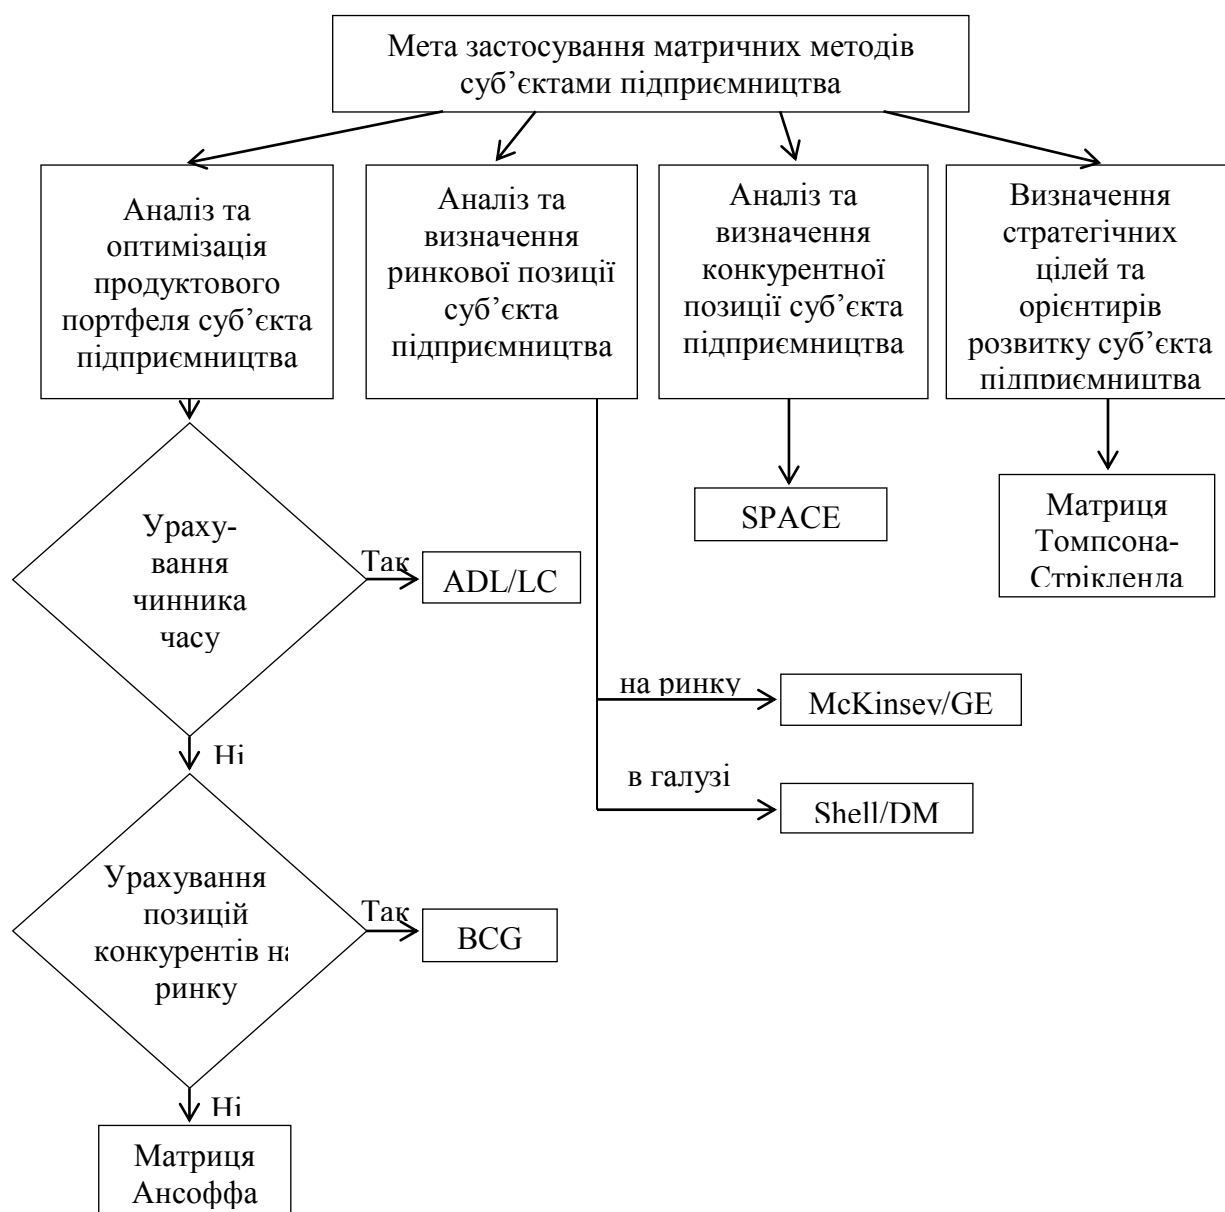 Мета застосування матричних методів
суб’єктами підприємництва
Аналіз та
оптимізація
продуктового
портфеля суб’єкта
підприємництва
Аналіз та
визначення
ринкової позиції
суб’єкта
підприємництва
Аналіз та
визначення
конкурентної
позиції суб’єкта
підприємництва
Визначення
стратегічних
цілей та
орієнтирів
розвитку суб’єкта
підприємництва
Ураху-
вання
чинника
часу
Так
ADL/LC
SPACE
Матриця
Томпсона-
Стрікленда
на ринку
McKinsey/GE
Ні
в галузі
Shell/DM
Урахування
позицій
конкурентів на
ринку
Так
BCG
Ні
Матриця
Ансоффа